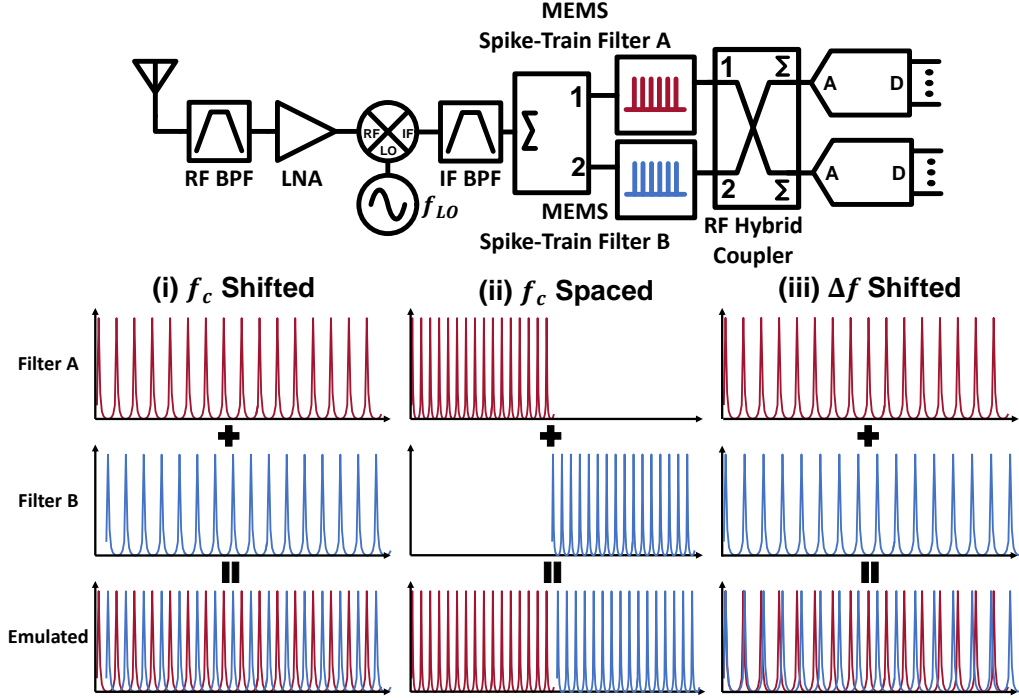 MEMS
Spike-Train Filter A
1 Σ
RF IF
LO
Σ
1
2
A D
RF BPF
LNA
IF BPF
f_LO
2 Σ
A D
MEMS
Spike-Train Filter B
RF Hybrid
Coupler
(i) f_c Shifted
(ii) f_c Spaced
(iii) Δf Shifted
Filter A
+ + +
Filter B
Emulated